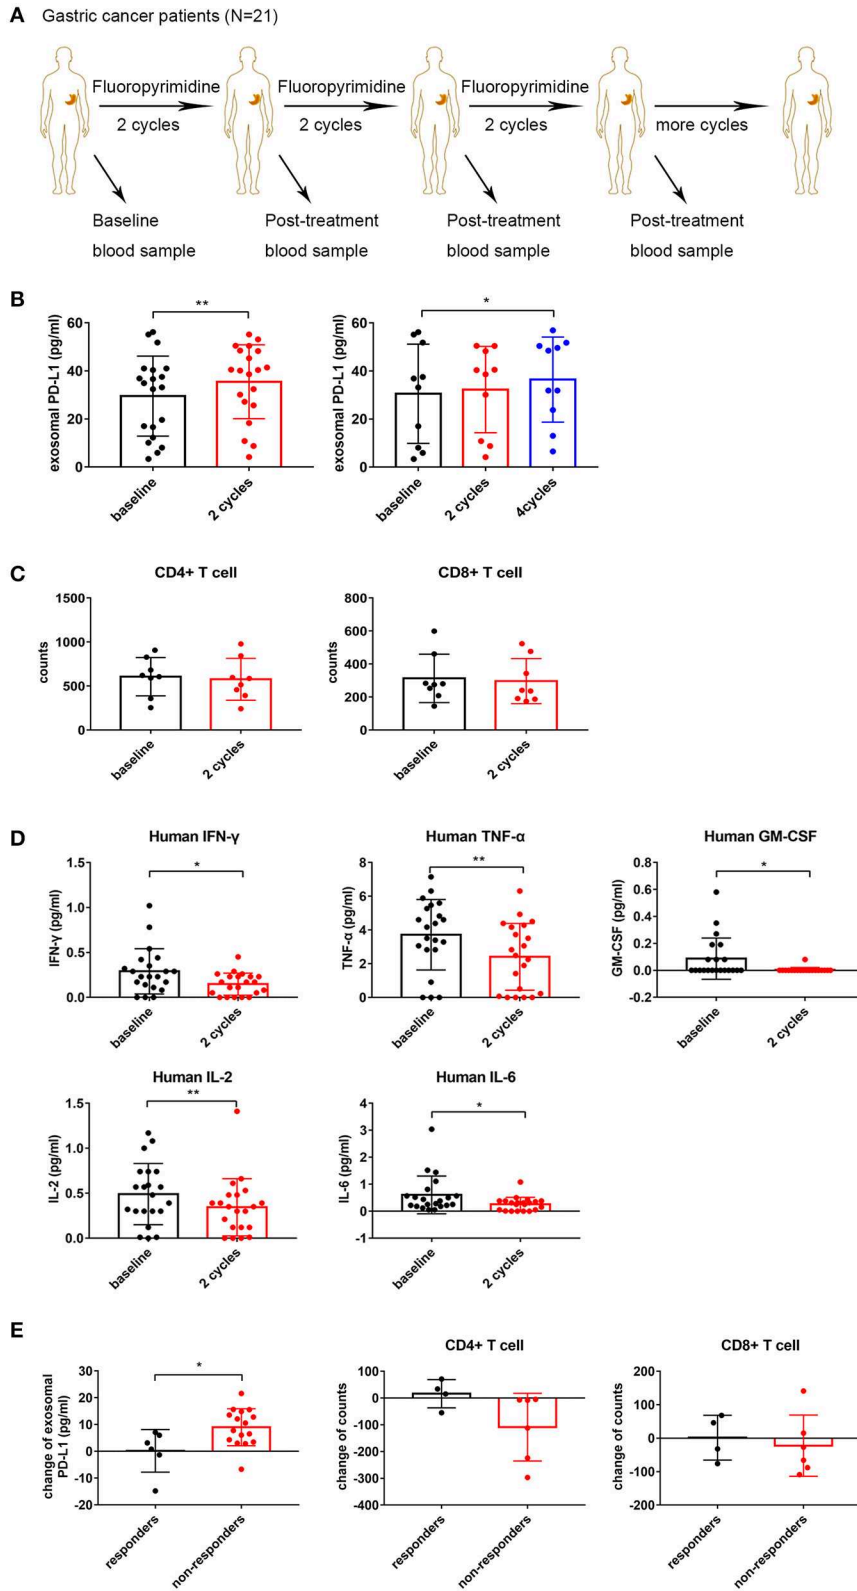 A Gastric cancer patients (N=21)
Fluoropyrimidine Fluoropyrimidine Fluoropyrimidine
2 cycles 2 cycles 2 cycles more cycles
Baseline Post-treatment Post-treatment Post-treatment
blood sample blood sample blood sample blood sample
B
** *
60 60
40 40
20 20
0 0
exosomal PD-L1 (pg/ml) exosomal PD-L1 (pg/ml)
baseline 2 cycles baseline 2 cycles 4cycles
C
CD4+ T cell CD8+ T cell
1500 800
1000 600
500 400
0 200
0
counts counts
baseline 2 cycles baseline 2 cycles
D
Human IFN-γ Human TNF-α Human GM-CSF
* ** *
1.5 8 0.8
1.0 6 0.6
0.5 4 0.4
0.0 2 0.2
0 0.0
-0.2
IFN-γ (pg/ml) TNF-α (pg/ml) GM-CSF (pg/ml)
baseline 2 cycles baseline 2 cycles baseline 2 cycles
Human IL-2 Human IL-6
** *
1.5 4
1.0 3
0.5 2
0.0 1
0
-1
IL-2 (pg/ml) IL-6 (pg/ml)
baseline 2 cycles baseline 2 cycles
E
CD4+ T cell CD8+ T cell
*
30 100 200
20 0 100
10 -100 0
0 -200 -100
-10 -300 -200
-20 -400
change of exosomal
PD-L1 (pg/ml)
change of counts change of counts
responders non-responders responders non-responders responders non-responders